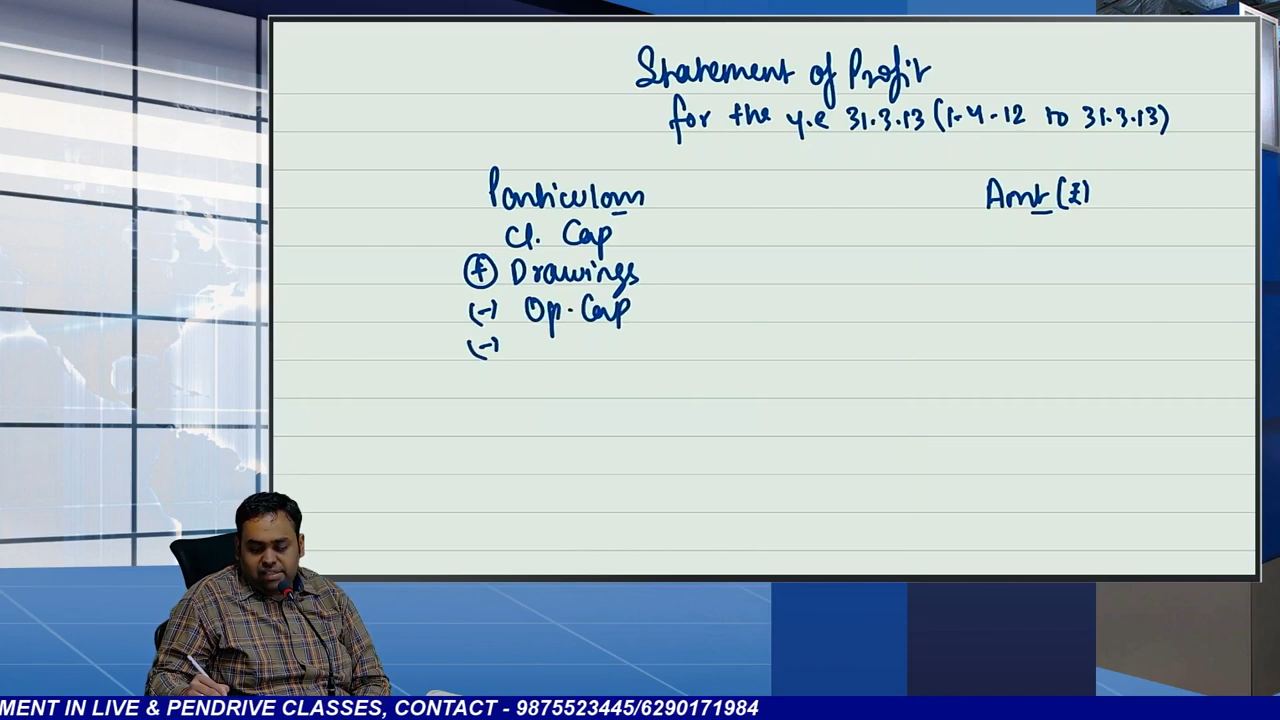 Statement of Profit
for the y.e 31.3.13 (1-4-12 to 31.3.13)
Particulars Amt (₹)
Cl. Cap
(+) Drawings
(-) Op. Cap
(-)
MENT IN LIVE & PENDRIVE CLASSES, CONTACT - 9875523445/6290171984